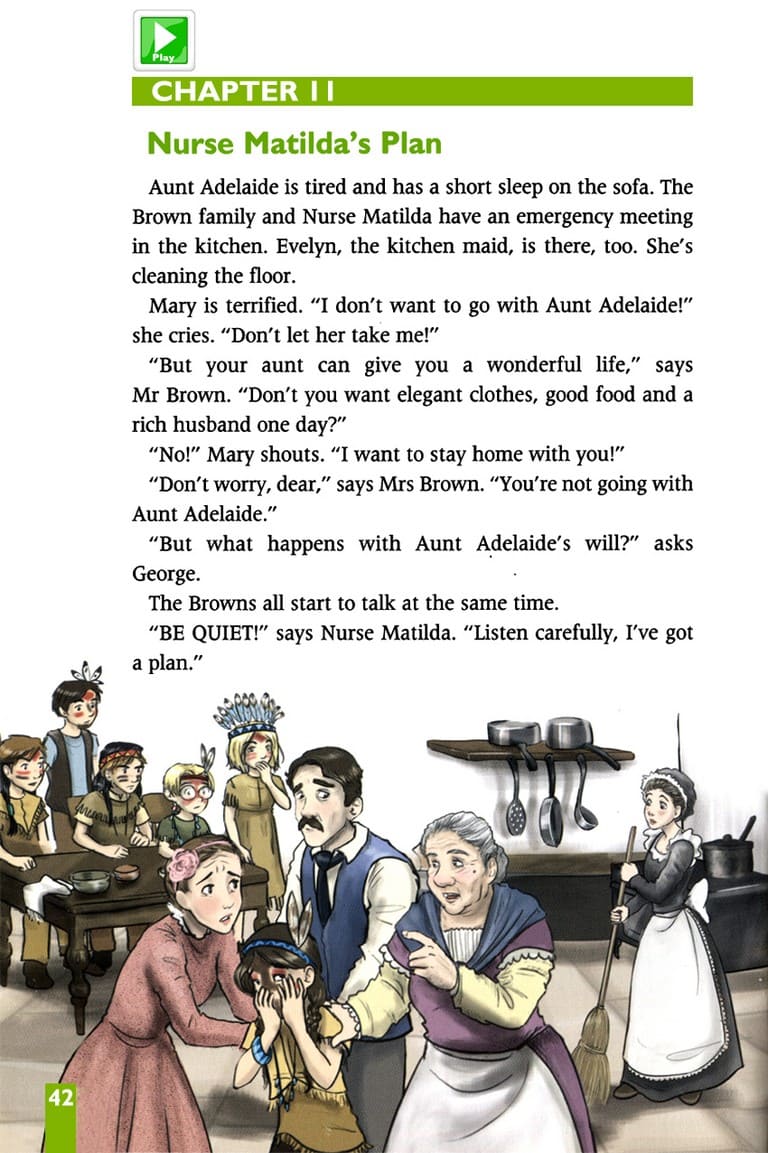 Play
CHAPTER 11
Nurse Matilda’s Plan
Aunt Adelaide is tired and has a short sleep on the sofa. The
Brown family and Nurse Matilda have an emergency meeting
in the kitchen. Evelyn, the kitchen maid, is there, too. She’s
cleaning the floor.
Mary is terrified. “I don’t want to go with Aunt Adelaide!”
she cries. “Don’t let her take me!”
“But your aunt can give you a wonderful life,” says
Mr Brown. “Don’t you want elegant clothes, good food and a
rich husband one day?”
“No!” Mary shouts. “I want to stay home with you!”
“Don’t worry, dear,” says Mrs Brown. “You’re not going with
Aunt Adelaide.”
“But what happens with Aunt Adelaide’s will?” asks
George.
The Browns all start to talk at the same time.
“BE QUIET!” says Nurse Matilda. “Listen carefully, I’ve got
a plan.”
42